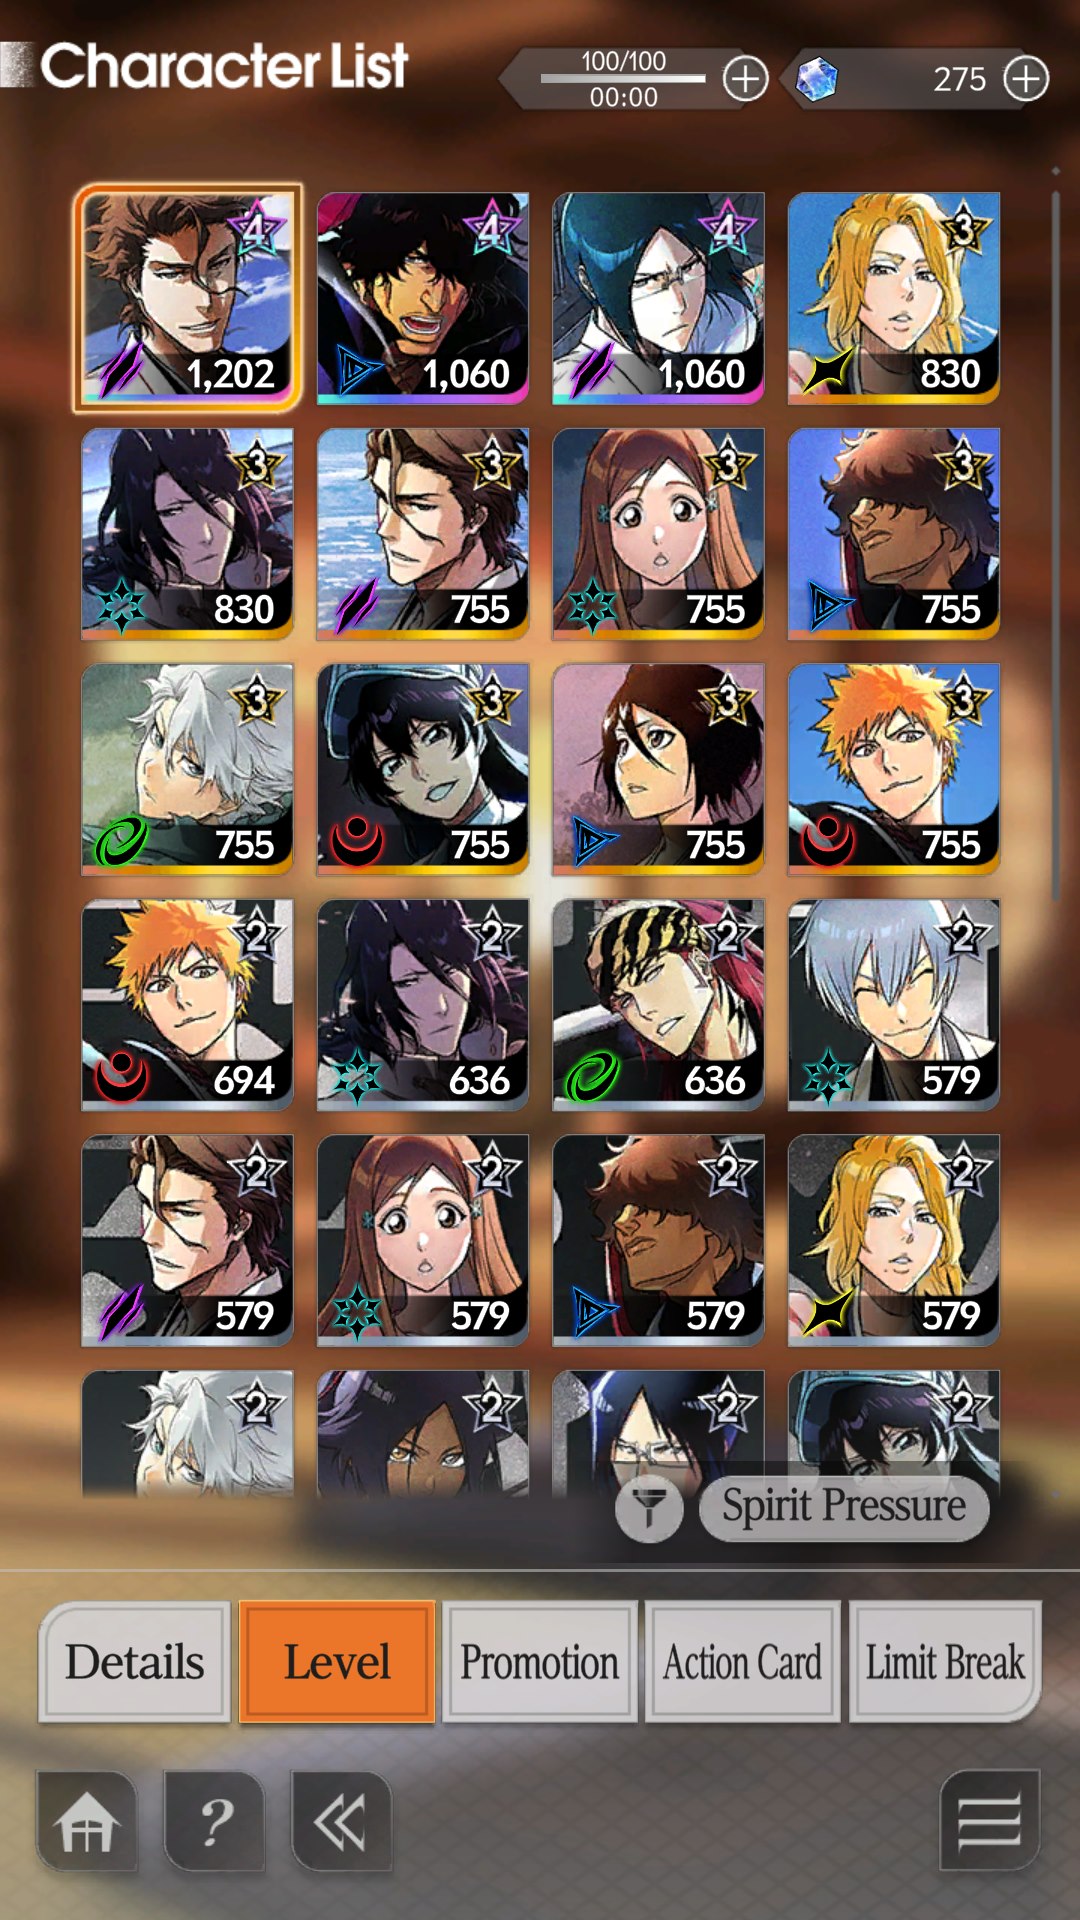 Character List
100/100
00:00
275
4 4 4 3
1,202 1,060 1,060 830
3 3 3 3
830 755 755 755
3 3 3 3
755 755 755 755
2 2 2 2
694 636 636 579
2 2 2 2
579 579 579 579
2 2 2 2
Spirit Pressure
Details Level Promotion Action Card Limit Break
?